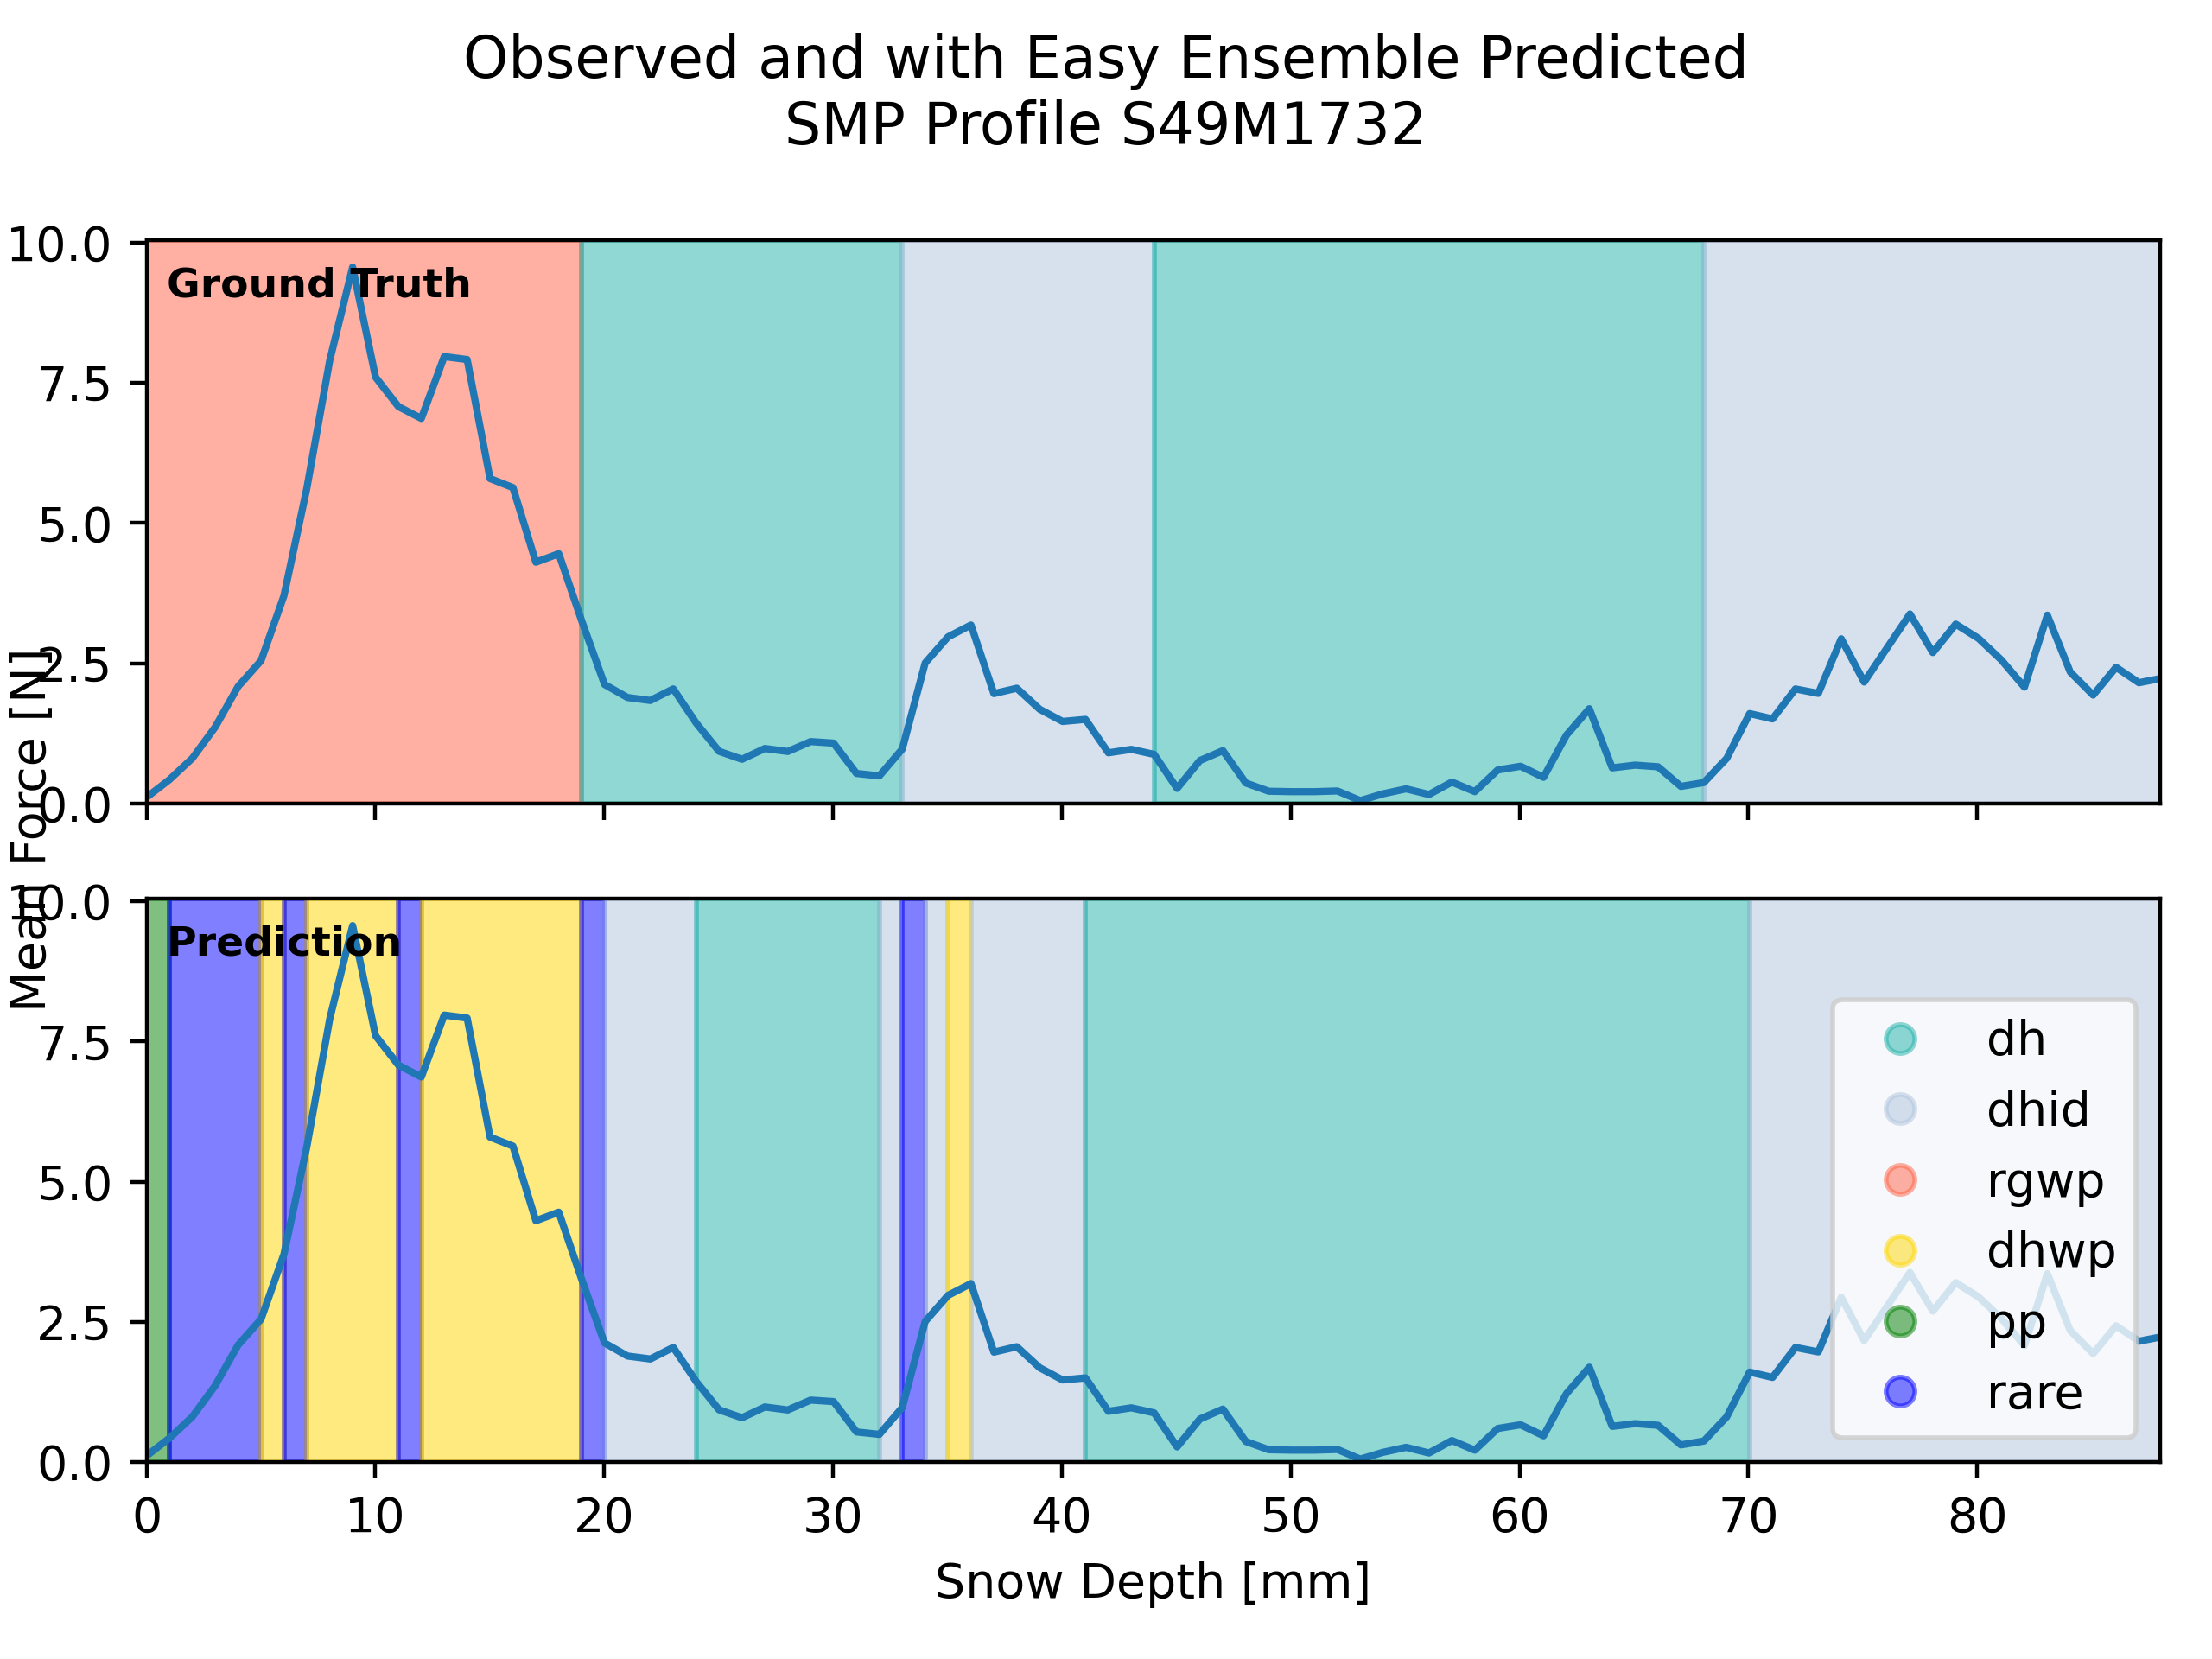 Observed and with Easy Ensemble Predicted
SMP Profile S49M1732
10.0
Ground Truth
7.5
5.0
2.5
0.0
Mean Force [N]
10.0
Prediction
7.5
5.0
2.5
0.0
dh
dhid
rgwp
dhwp
pp
rare
0 10 20 30 40 50 60 70 80
Snow Depth [mm]